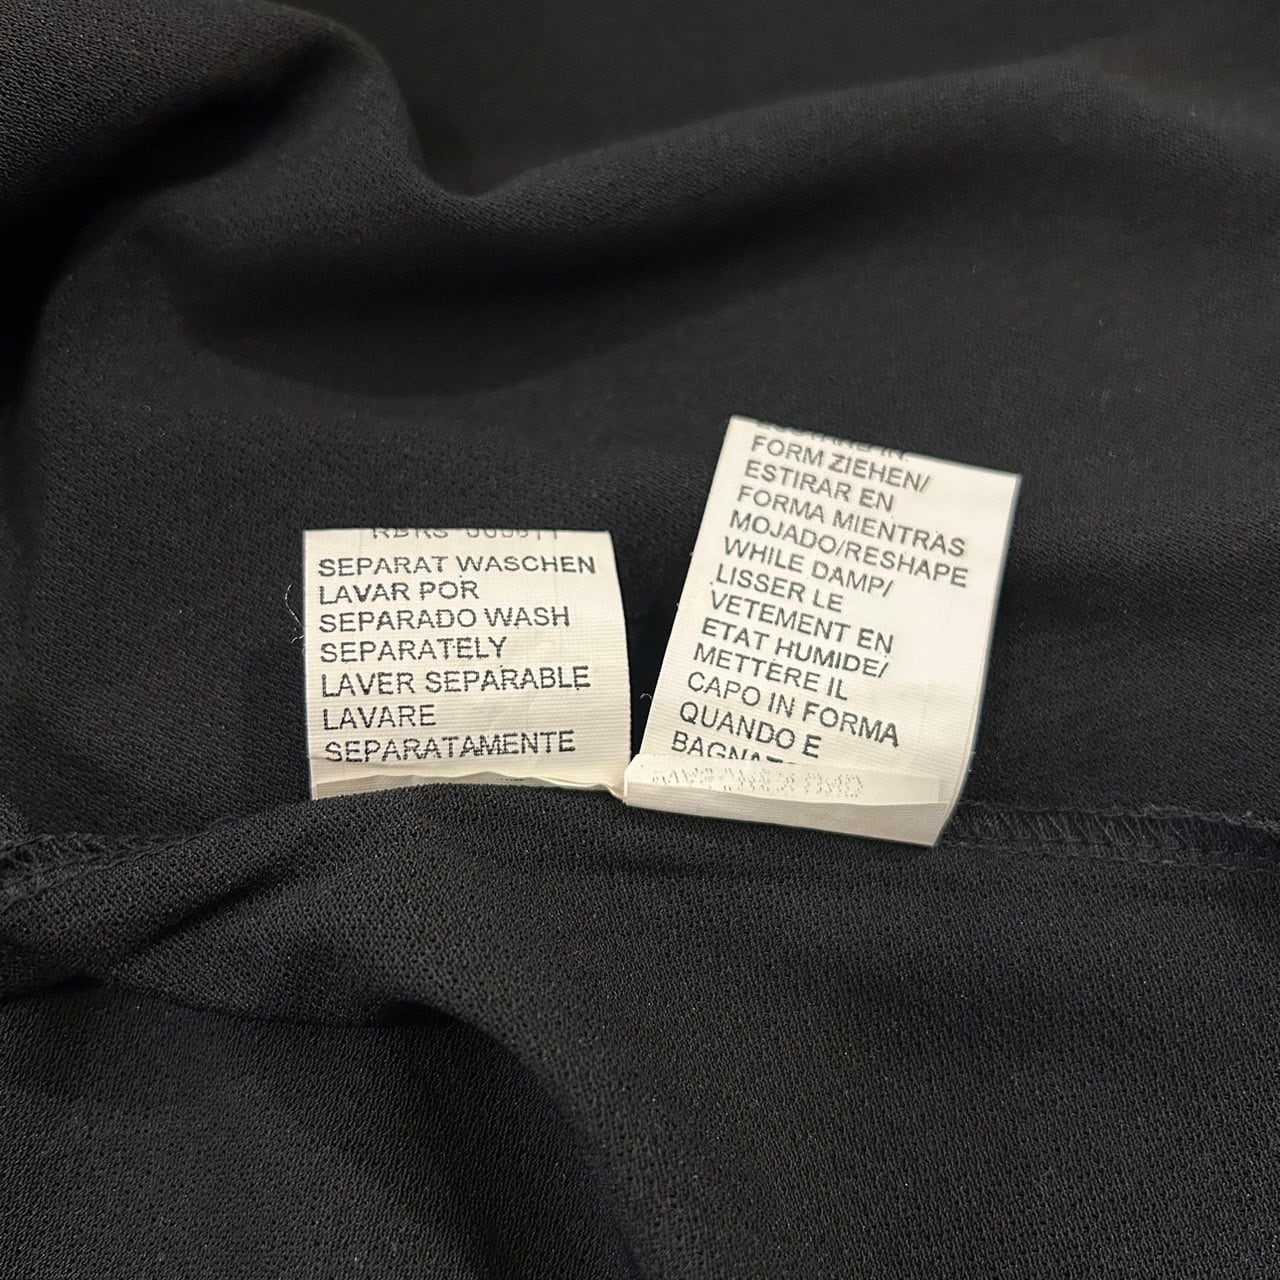 SEPARAT WASCHEN
LAVAR POR
SEPARADO WASH
SEPARATELY
LAVER SEPARABLE
LAVARE
SEPARATAMENTE
FORM ZIEHEN/
ESTIRAR EN
FORMA MIENTRAS
MOJADO/RESHAPE
WHILE DAMP/
LISSER LE
VETEMENT EN
ETAT HUMIDE/
METTERE IL
CAPO IN FORMA
QUANDO E